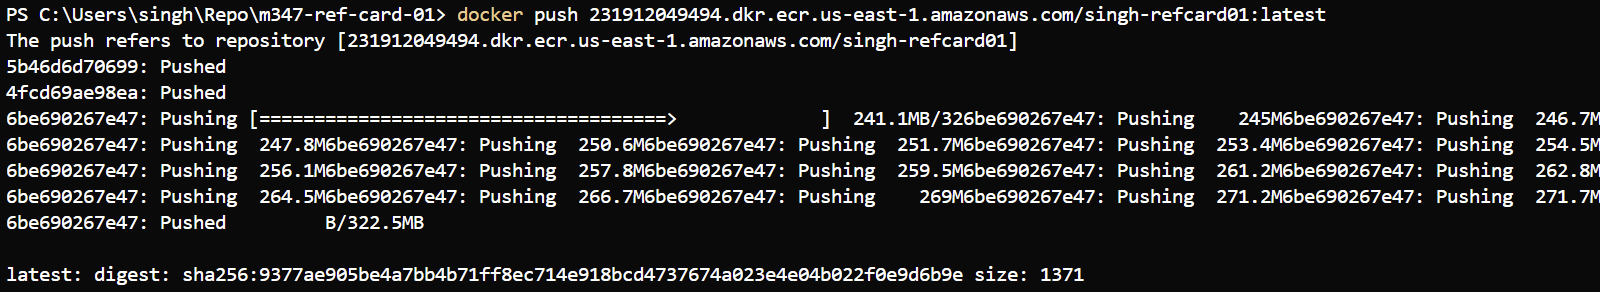 PS C:\Users\singh\Repo\m347-ref-card-01> docker push 231912049494.dkr.ecr.us-east-1.amazonaws.com/singh-refcard01:latest
The push refers to repository [231912049494.dkr.ecr.us-east-1.amazonaws.com/singh-refcard01]
5b46d6d70699: Pushed
4fcd69ae98ea: Pushed
6be690267e47: Pushing [=====================================>             ]  241.1MB/326be690267e47: Pushing    245M6be690267e47: Pushing  246.7M
6be690267e47: Pushing  247.8M6be690267e47: Pushing  250.6M6be690267e47: Pushing  251.7M6be690267e47: Pushing  253.4M6be690267e47: Pushing  254.5M
6be690267e47: Pushing  256.1M6be690267e47: Pushing  257.8M6be690267e47: Pushing  259.5M6be690267e47: Pushing  261.2M6be690267e47: Pushing  262.8M
6be690267e47: Pushing  264.5M6be690267e47: Pushing  266.7M6be690267e47: Pushing    269M6be690267e47: Pushing  271.2M6be690267e47: Pushing  271.7M
6be690267e47: Pushed         B/322.5MB
latest: digest: sha256:9377ae905be4a7bb4b71ff8ec714e918bcd4737674a023e4e04b022f0e9d6b9e size: 1371